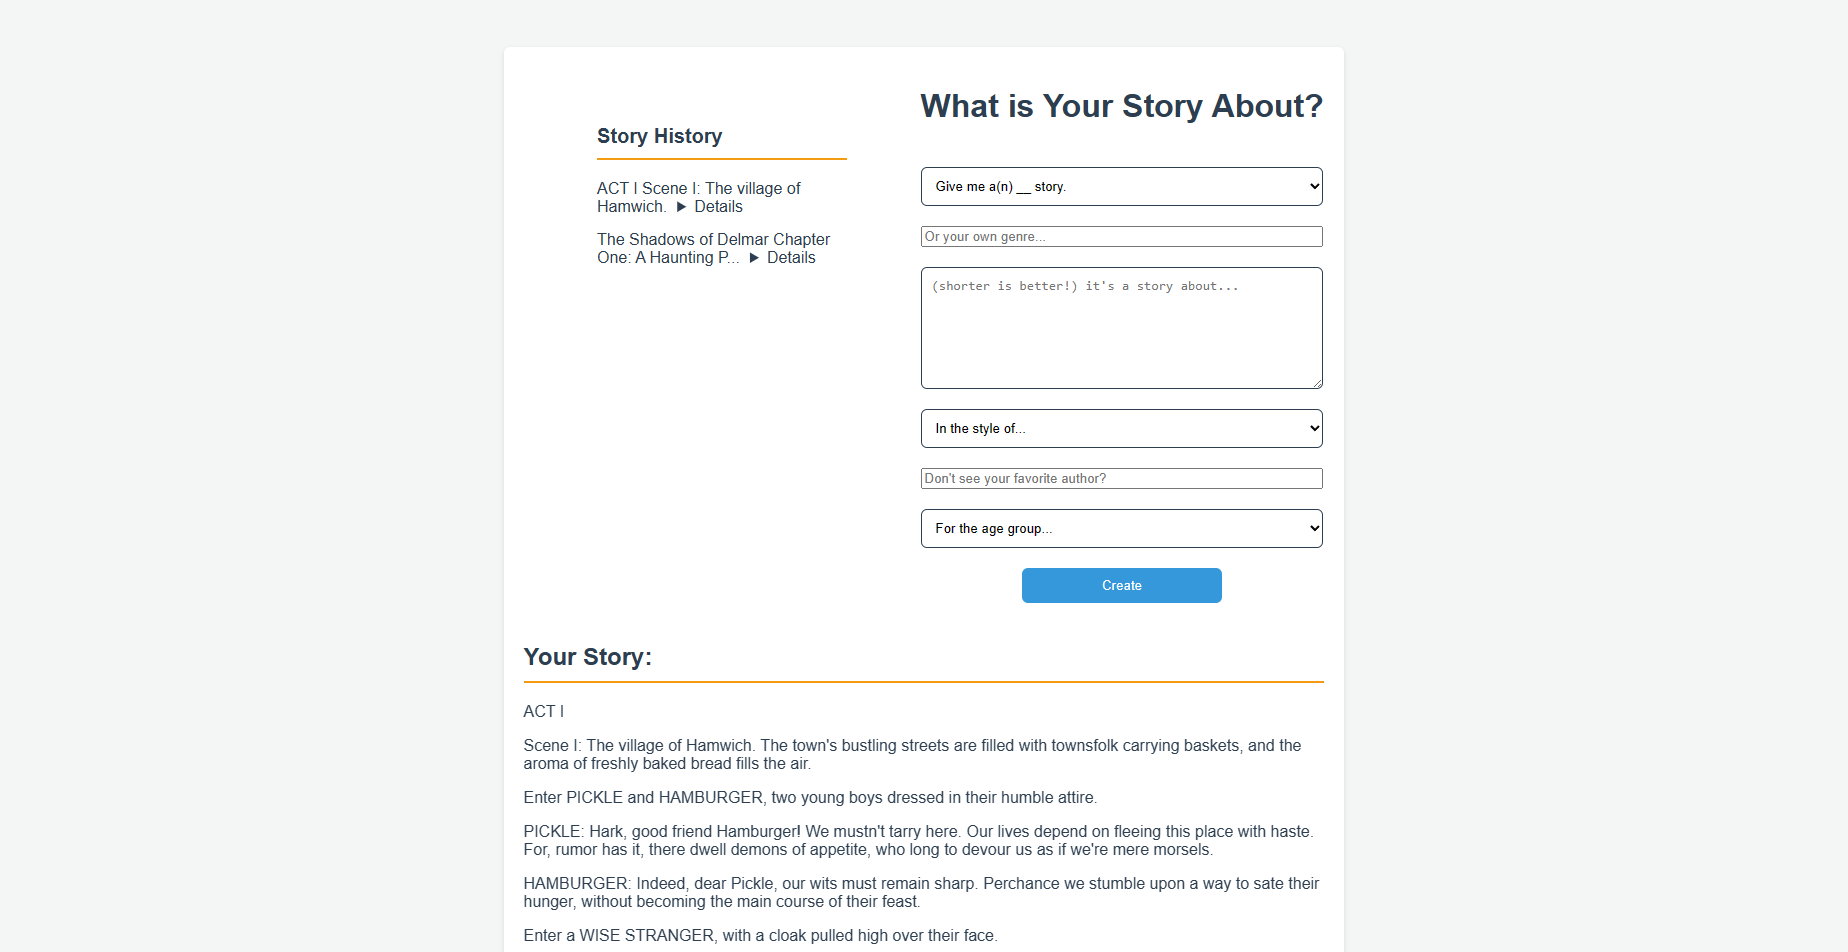 What is Your Story About?
Story History
ACT I Scene I: The village of
Hamwich. ▶ Details
The Shadows of Delmar Chapter
One: A Haunting P... ▶ Details
Give me a(n) __ story.
Or your own genre...
(shorter is better!) it's a story about...
In the style of...
Don't see your favorite author?
For the age group...
Create
Your Story:
ACT I
Scene I: The village of Hamwich. The town's bustling streets are filled with townsfolk carrying baskets, and the
aroma of freshly baked bread fills the air.
Enter PICKLE and HAMBURGER, two young boys dressed in their humble attire.
PICKLE: Hark, good friend Hamburger! We mustn't tarry here. Our lives depend on fleeing this place with haste.
For, rumor has it, there dwell demons of appetite, who long to devour us as if we're mere morsels.
HAMBURGER: Indeed, dear Pickle, our wits must remain sharp. Perchance we stumble upon a way to sate their
hunger, without becoming the main course of their feast.
Enter a WISE STRANGER, with a cloak pulled high over their face.